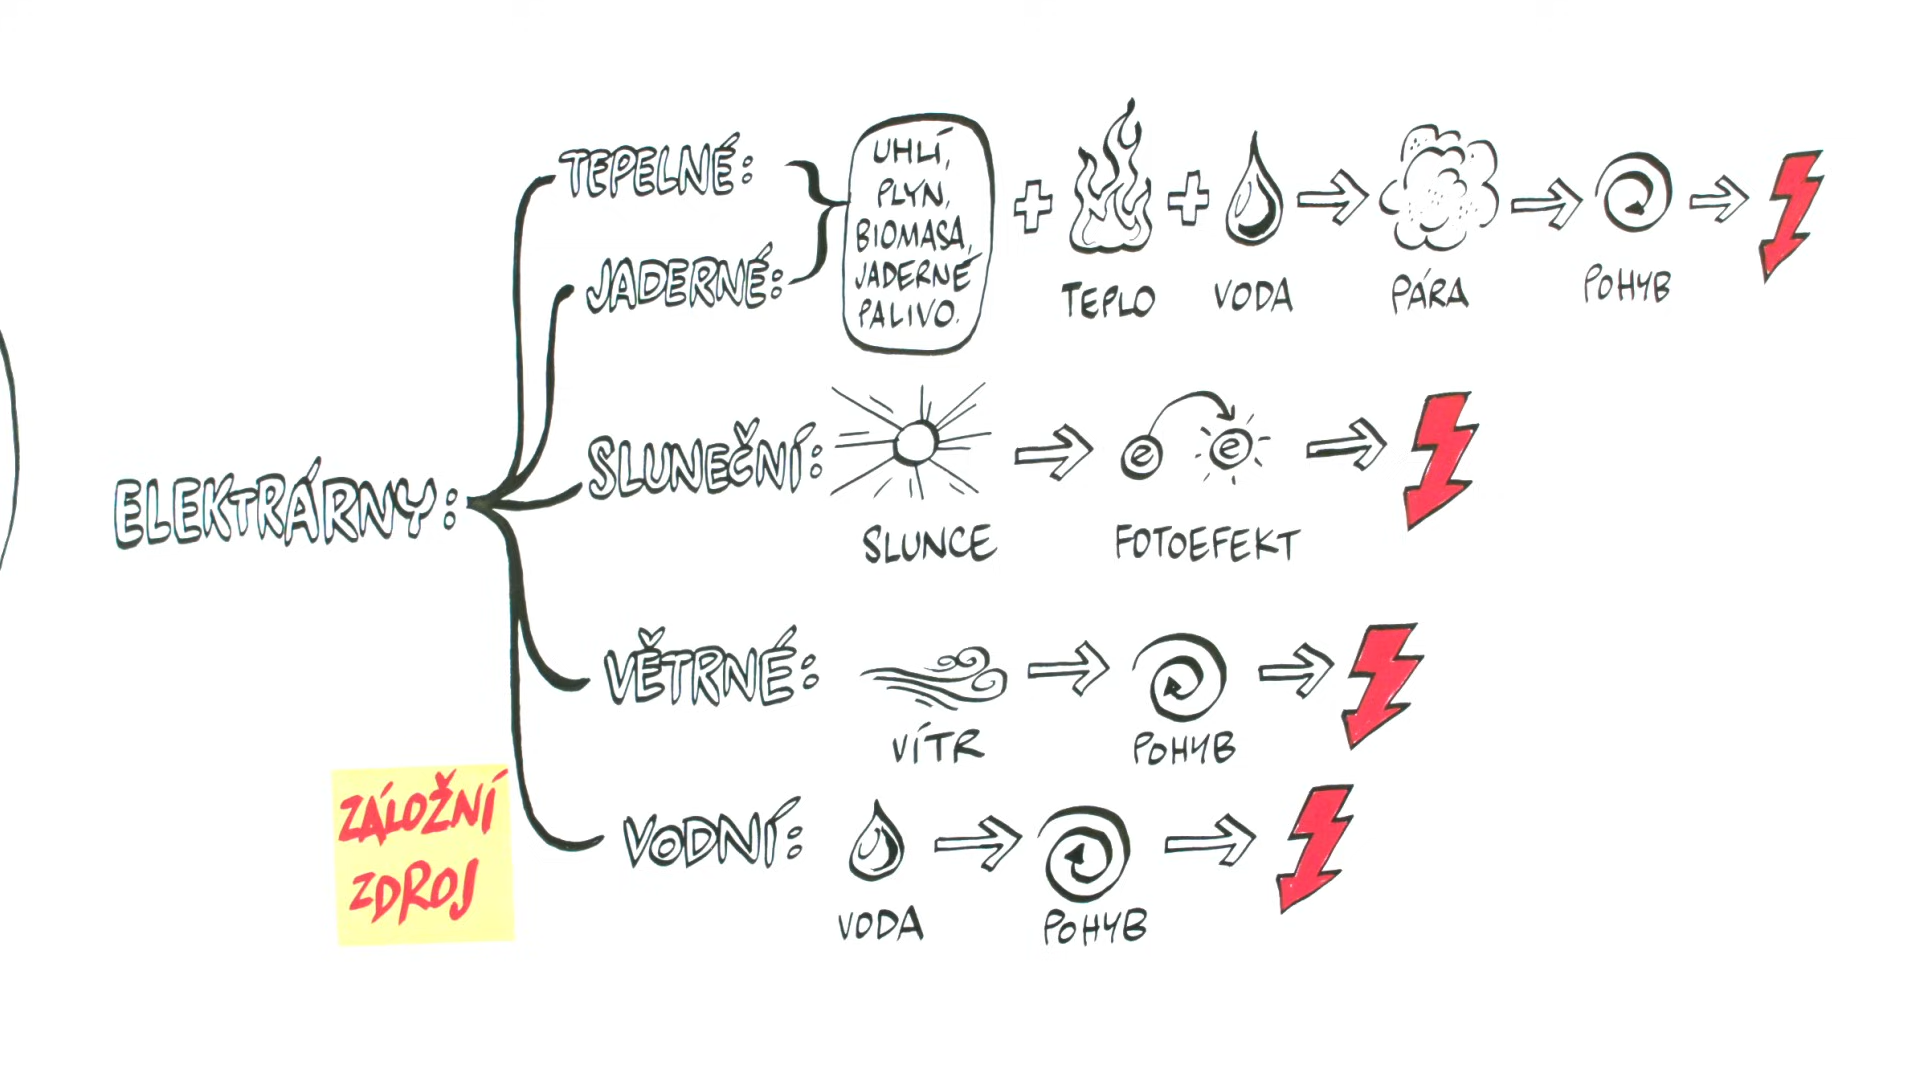 ELEKTRÁRNY:
TEPELNÉ:
JADERNÉ:
UHLÍ,
PLYN,
BIOMASA,
JADERNÉ
PALIVO.
TEPLO
VODA
PÁRA
POHYB
SLUNEČNÍ:
e
e
SLUNCE
FOTOEFEKT
VĚTRNÉ:
VÍTR
POHYB
VODNÍ:
VODA
POHYB
ZÁLOŽNÍ
ZDROJ